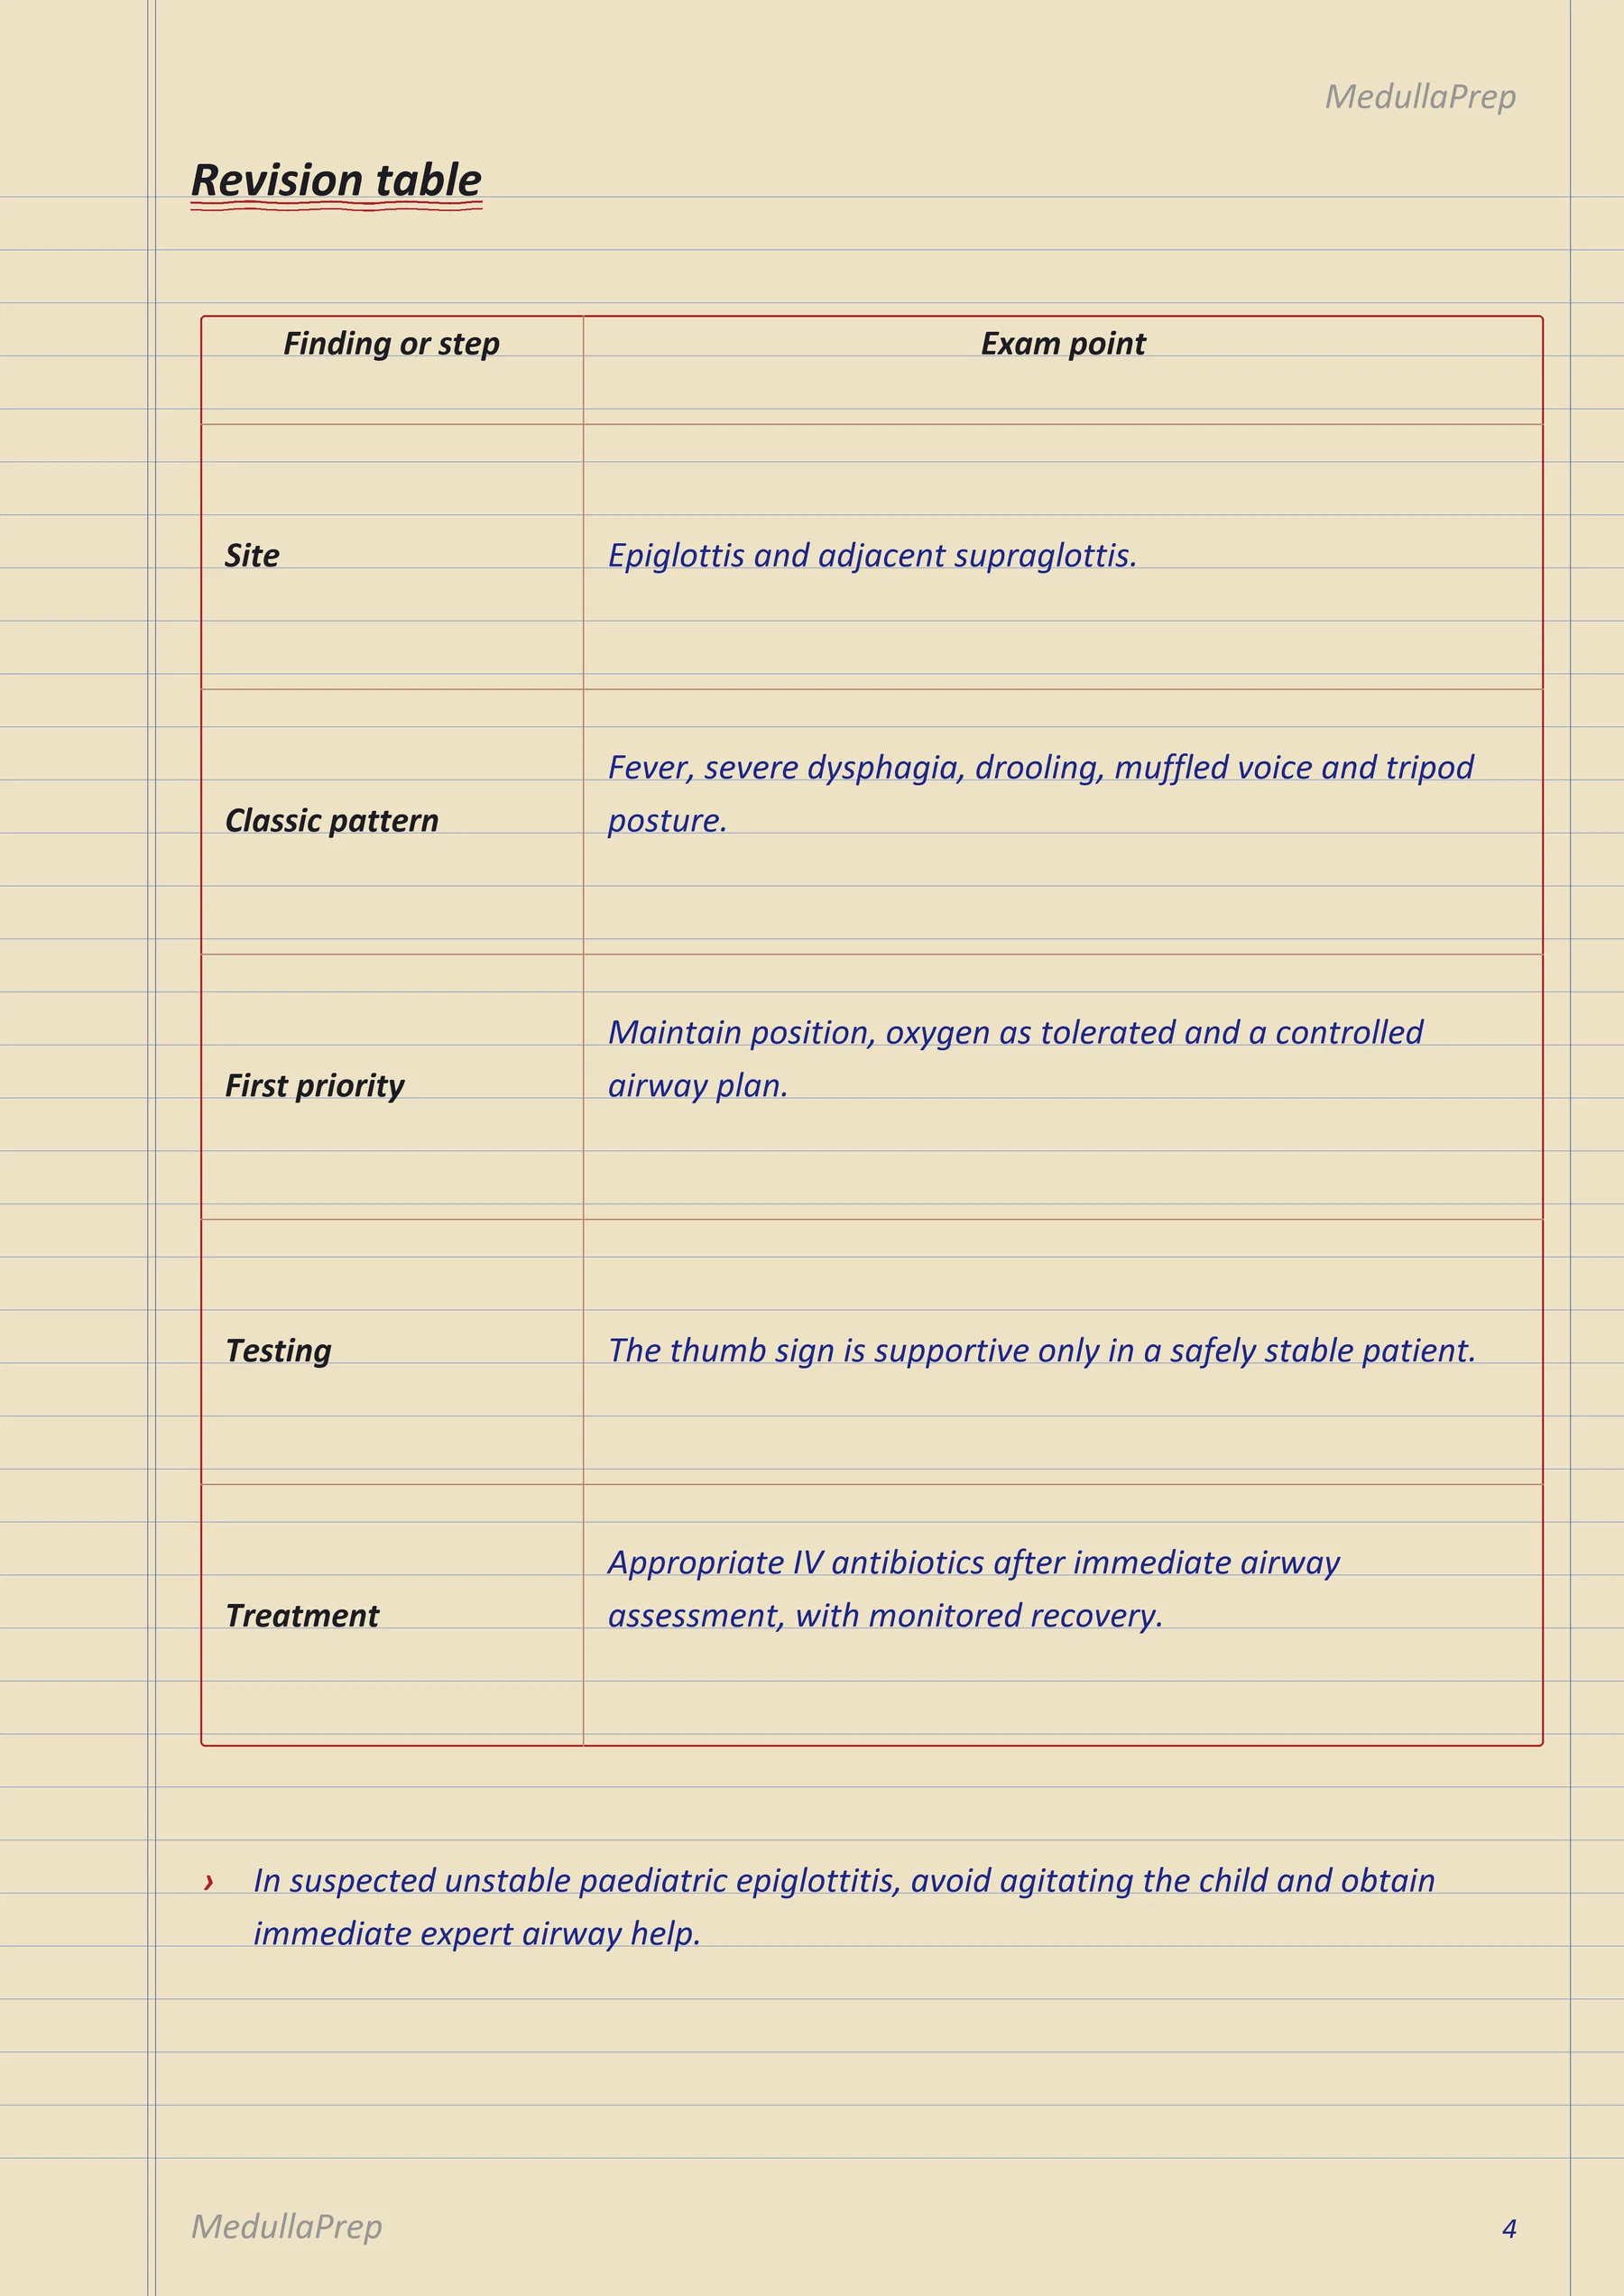 MedullaPrep
Revision table
Finding or step
Exam point
Site
Epiglottis and adjacent supraglottis.
Classic pattern
Fever, severe dysphagia, drooling, muffled voice and tripod
posture.
First priority
Maintain position, oxygen as tolerated and a controlled
airway plan.
Testing
The thumb sign is supportive only in a safely stable patient.
Treatment
Appropriate IV antibiotics after immediate airway
assessment, with monitored recovery.
› In suspected unstable paediatric epiglottitis, avoid agitating the child and obtain
immediate expert airway help.
MedullaPrep
4